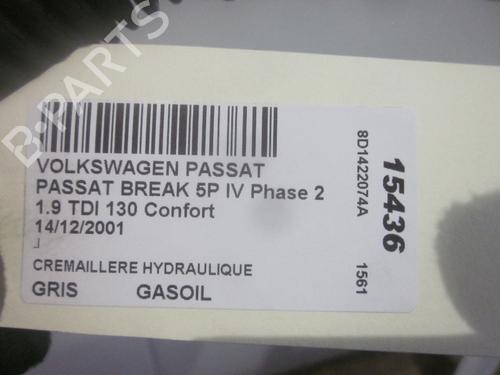 VOLKSWAGEN PASSAT
PASSAT BREAK 5P IV Phase 2
1.9 TDI 130 Confort
14/12/2001
CREMAILLERE HYDRAULIQUE
GRIS GASOIL
8D1422074A
1561
15436
B-PARTS